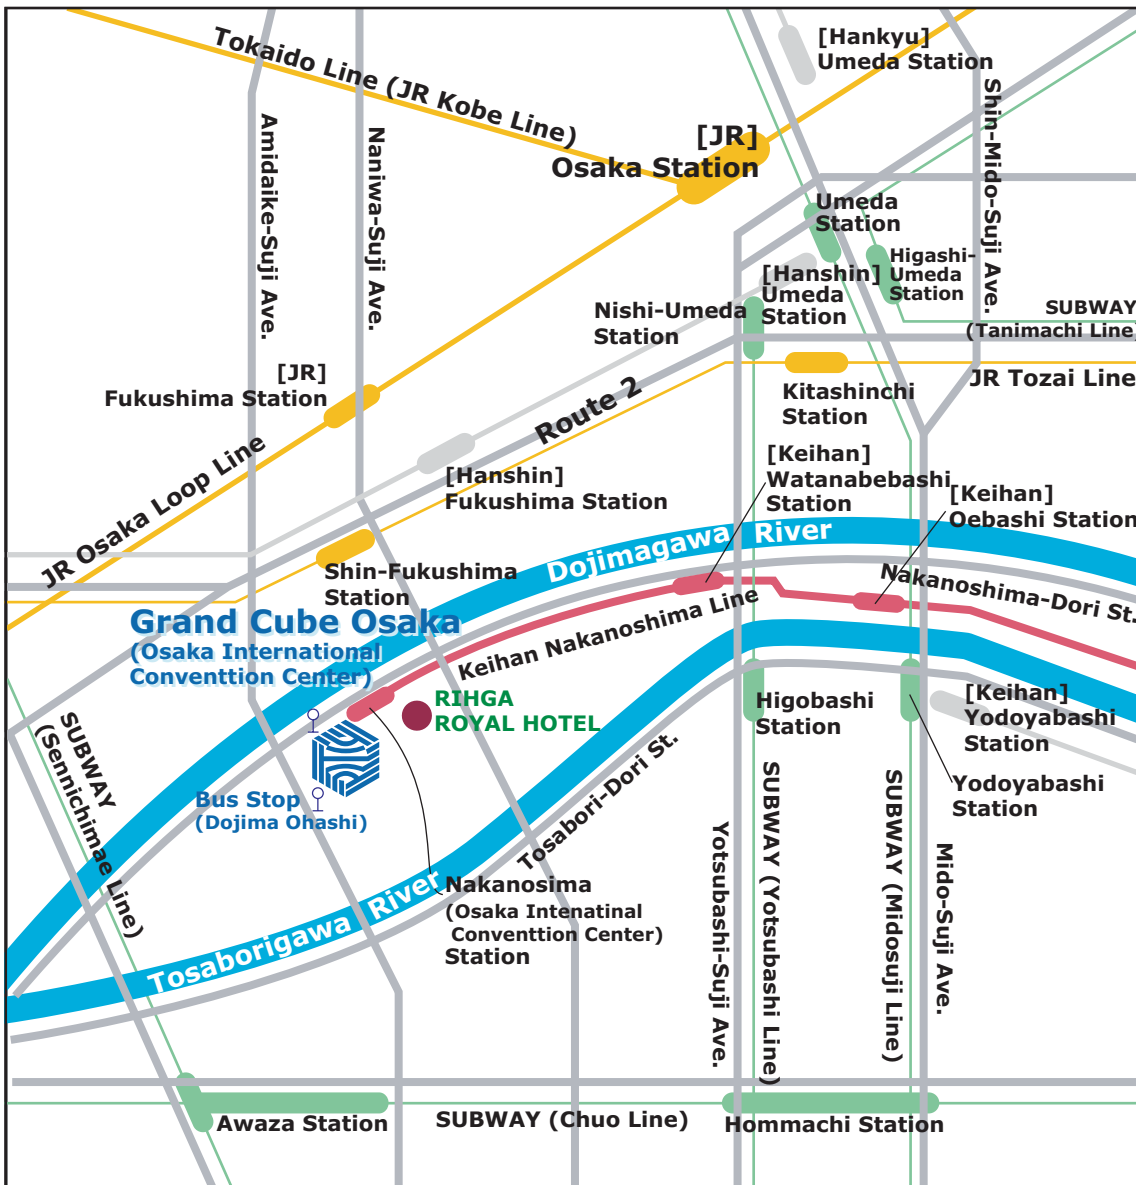 [Hankyu]
Umeda Station
Tokaido Line (JR Kobe Line)
[JR]
Osaka Station
Amidaike-Suji Ave.
Naniwa-Suji Ave.
Shin-Mido-Suji Ave.
Umeda
Station
Higashi-
Umeda
Station
[Hanshin]
Umeda
Station
Nishi-Umeda
Station
SUBWAY
(Tanimachi Line)
[JR]
Fukushima Station
JR Tozai Line
Kitashinchi
Station
Route 2
JR Osaka Loop Line
[Hanshin]
Fukushima Station
[Keihan]
Watanabebashi
Station
[Keihan]
Oebashi Station
Dojimagawa River
Shin-Fukushima
Station
Nakanoshima-Dori St.
Keihan Nakanoshima Line
Grand Cube Osaka
(Osaka International
Conventtion Center)
RIHGA
ROYAL HOTEL
Higobashi
Station
[Keihan]
Yodoyabashi
Station
Yodoyabashi
Station
SUBWAY
(Sennichimae Line)
Bus Stop
(Dojima Ohashi)
Tosabori-Dori St.
Nakanosima
(Osaka Intenatinal
Conventtion Center)
Station
Tosaborigawa River
Yotsubashi-Suji Ave.
SUBWAY (Yotsubashi Line)
SUBWAY (Midosuji Line)
Mido-Suji Ave.
Awaza Station
SUBWAY (Chuo Line)
Hommachi Station